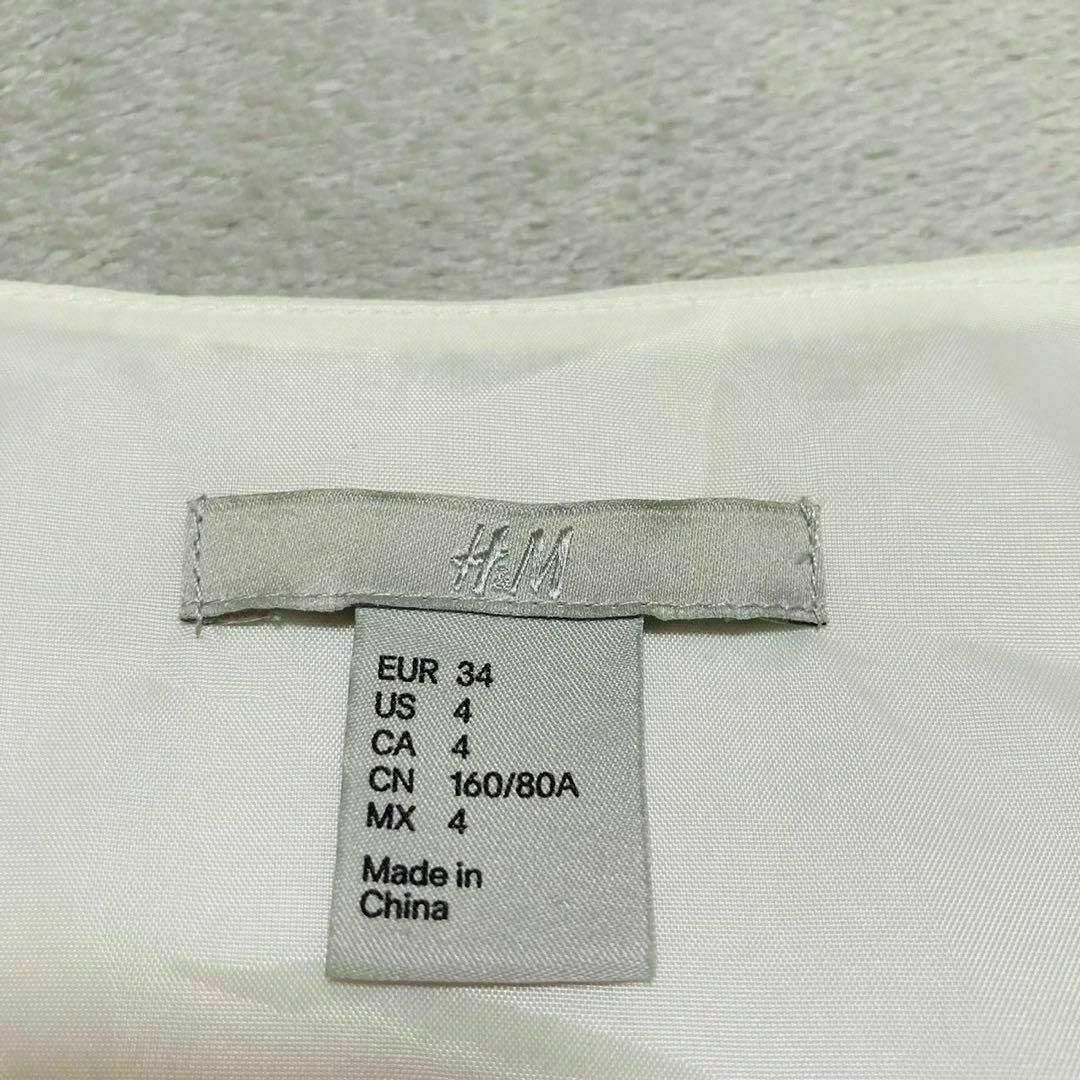 H&M
EUR 34
US 4
CA 4
CN 160/80A
MX 4
Made in
China